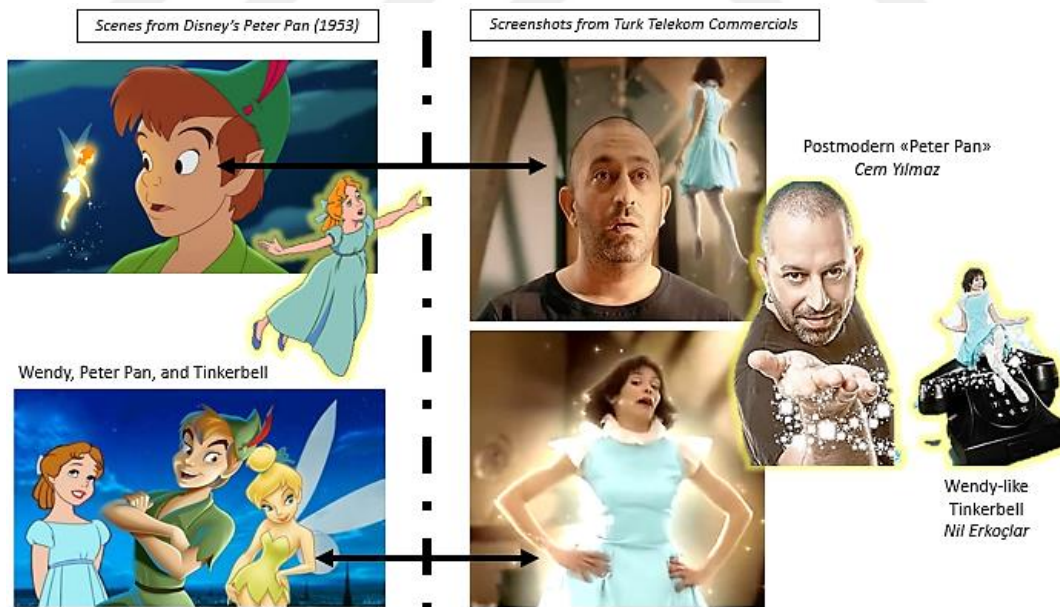 Scenes from Disney's Peter Pan (1953)
Screenshots from Turk Telekom Commercials
Postmodern «Peter Pan»
Cem Yılmaz
Wendy, Peter Pan, and Tinkerbell
Wendy-like
Tinkerbell
Nil Erkoçlar